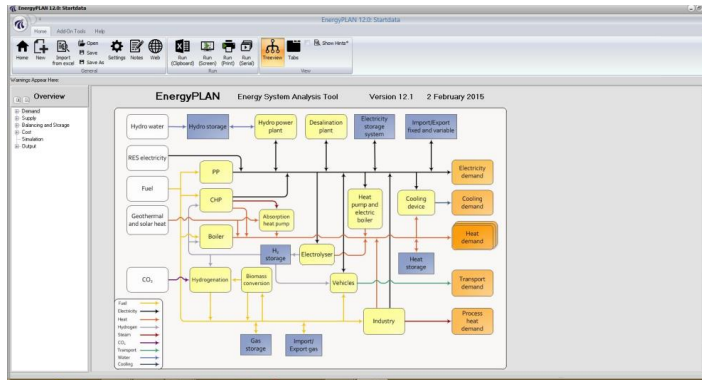 EnergyPLAN 12.0: Startdata
EnergyPLAN 12.0: Startdata
Home Add-On Tools Help
Home
New
Import
from excel
Open
Save
Save As
Settings
Notes
Web
General
Run
(Clipboard)
Run
(Screen)
Run
(Print)
Run
(Serial)
Run
Treeview
Tabs
Show Hints*
View
Warnings Appear Here:
Overview
Demand
Supply
Balancing and Storage
Cost
Simulation
Output
EnergyPLAN Energy System Analysis Tool Version 12.1 2 February 2015
Hydro water
Hydro storage
Hydro power
plant
Desalination
plant
Electricity
storage
system
Import/Export
fixed and variable
RES electricity
PP
Electricity
demand
Fuel
CHP
Heat
pump and
electric
boiler
Cooling
device
Cooling
demand
Geothermal
and solar heat
Absorption
heat pump
Boiler
Heat
demand
H₂
storage
Electrolyser
Heat
storage
CO₂
Hydrogenation
Biomass
conversion
Vehicles
Transport
demand
Fuel
Electricity
Heat
Hydrogen
Steam
CO₂
Transport
Water
Cooling
Industry
Process
heat
demand
Gas
storage
Import/
Export gas